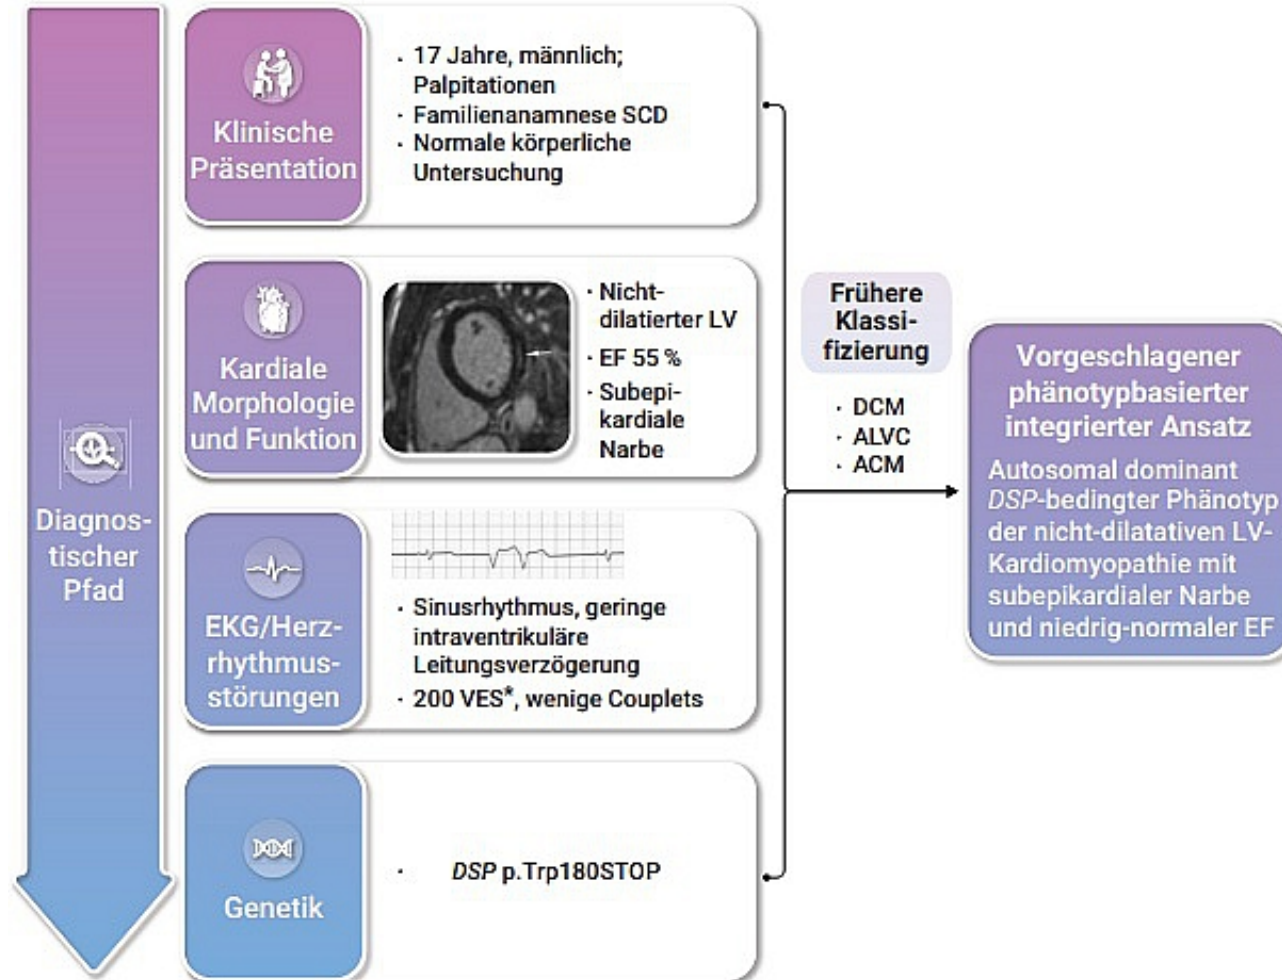 Diagnos-
tischer
Pfad
Klinische
Präsentation
· 17 Jahre, männlich;
Palpitationen
· Familienanamnese SCD
· Normale körperliche
Untersuchung
Kardiale
Morphologie
und Funktion
· Nicht-
dilatierter LV
· EF 55 %
· Subepi-
kardiale
Narbe
EKG/Herz-
rhythmus-
störungen
· Sinusrhythmus, geringe
intraventrikuläre
Leitungsverzögerung
· 200 VES*, wenige Couplets
Genetik
· DSP p.Trp180STOP
Frühere
Klassi-
fizierung
· DCM
· ALVC
· ACM
Vorgeschlagener
phänotypbasierter
integrierter Ansatz
Autosomal dominant
DSP-bedingter Phänotyp
der nicht-dilatativen LV-
Kardiomyopathie mit
subepikardialer Narbe
und niedrig-normaler EF